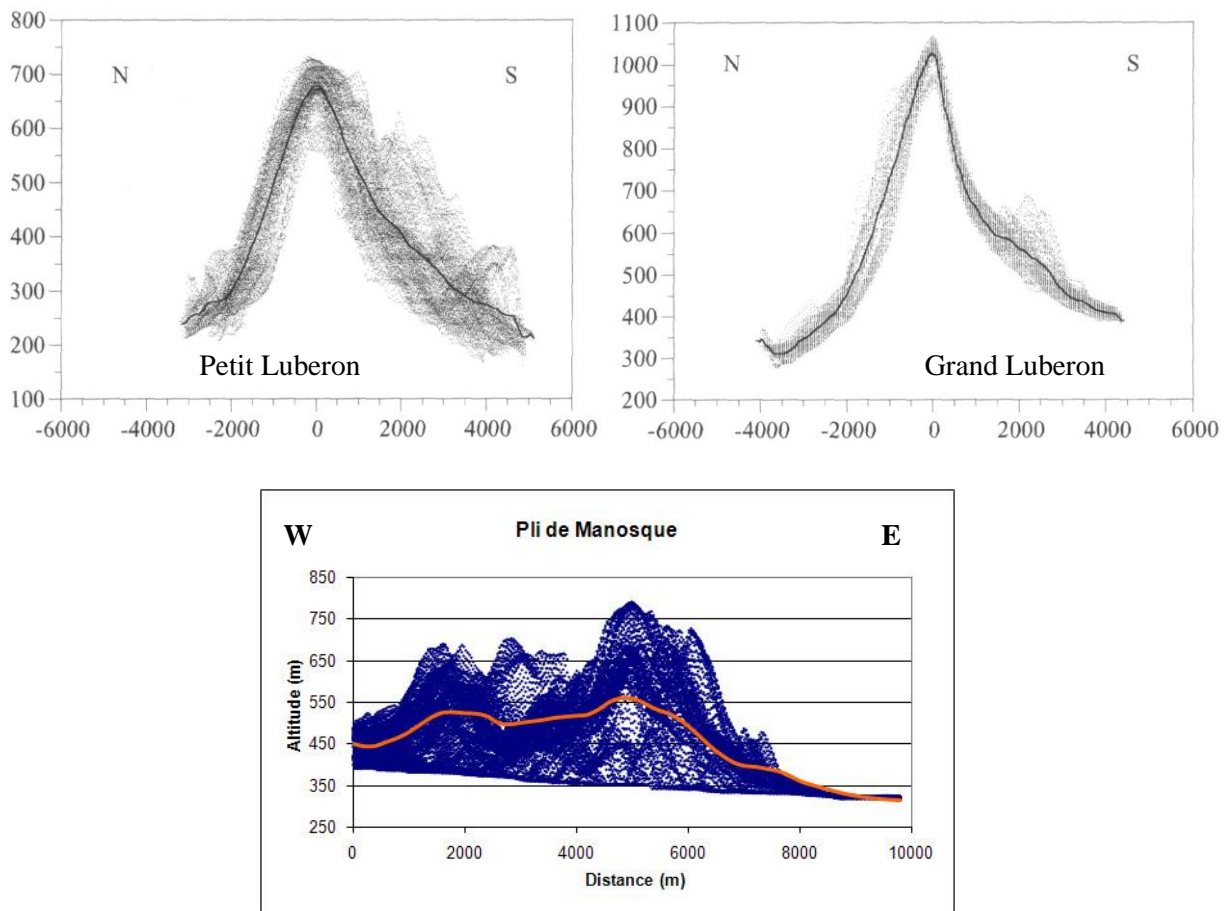 800
700
600
500
400
300
200
100
N
S
Petit Luberon
-6000 -4000 -2000 0 2000 4000 6000
1100
1000
900
800
700
600
500
400
300
200
N
S
Grand Luberon
-6000 -4000 -2000 0 2000 4000 6000
W
Pli de Manosque
E
Altitude (m)
850
750
650
550
450
350
250
0 2000 4000 6000 8000 10000
Distance (m)